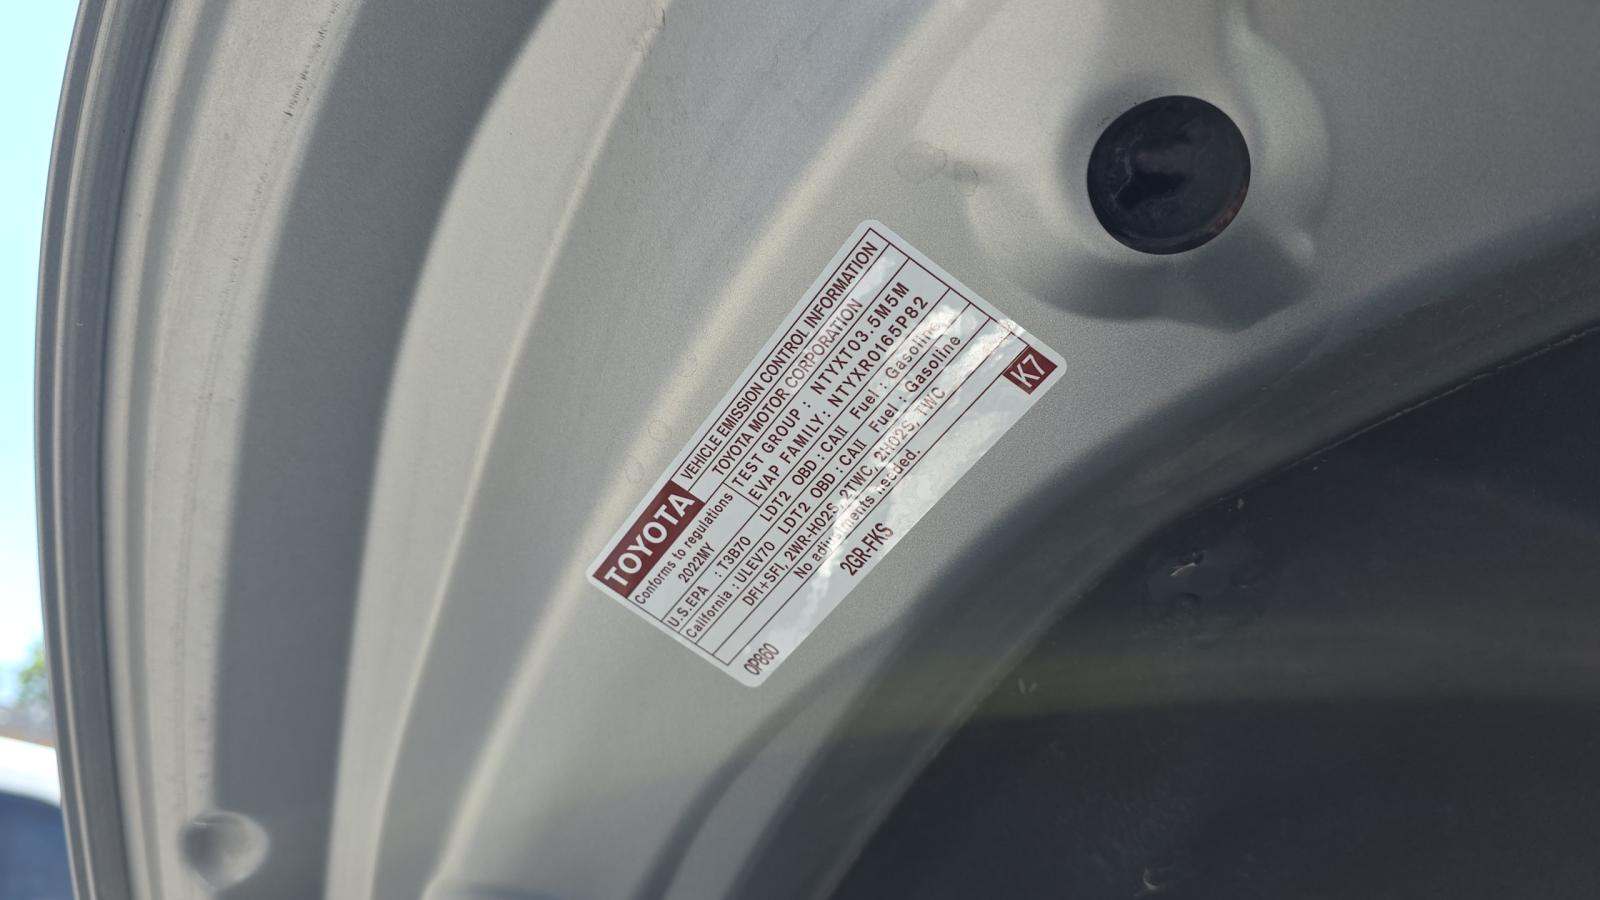 TOYOTA VEHICLE EMISSION CONTROL INFORMATION
TOYOTA MOTOR CORPORATION
Conforms to regulations
2022MY
TEST GROUP : NTYXT03.5M5M
EVAP FAMILY: NTYXR0165P82
U.S.EPA : T3B70 LDT2 OBD : CAII Fuel : Gasoline
California : ULEV70 LDT2 OBD : CAII Fuel : Gasoline
DFI+SFI, 2WR-HO2S, 2TWC, 2HO2S, TWC
No adjustments needed.
0P860 2GR-FKS K7